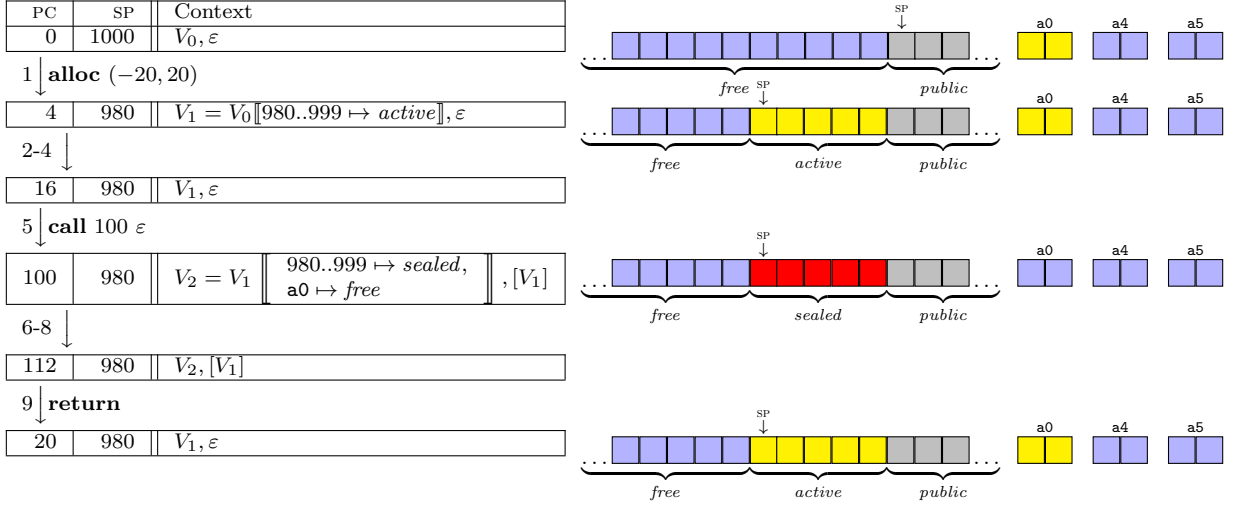 PC SP Context
0 1000 V₀, ε
1 alloc (−20, 20)
4 980 V₁ = V₀⟦980..999 ↦ active⟧, ε
2-4
16 980 V₁, ε
5 call 100 ε
100 980 V₂ = V₁ ⟦ 980..999 ↦ sealed, a0 ↦ free ⟧ , [V₁]
6-8
112 980 V₂, [V₁]
9 return
20 980 V₁, ε
SP a0 a4 a5
... ...
free public
SP a0 a4 a5
... ...
free active public
SP a0 a4 a5
... ...
free sealed public
SP a0 a4 a5
... ...
free active public